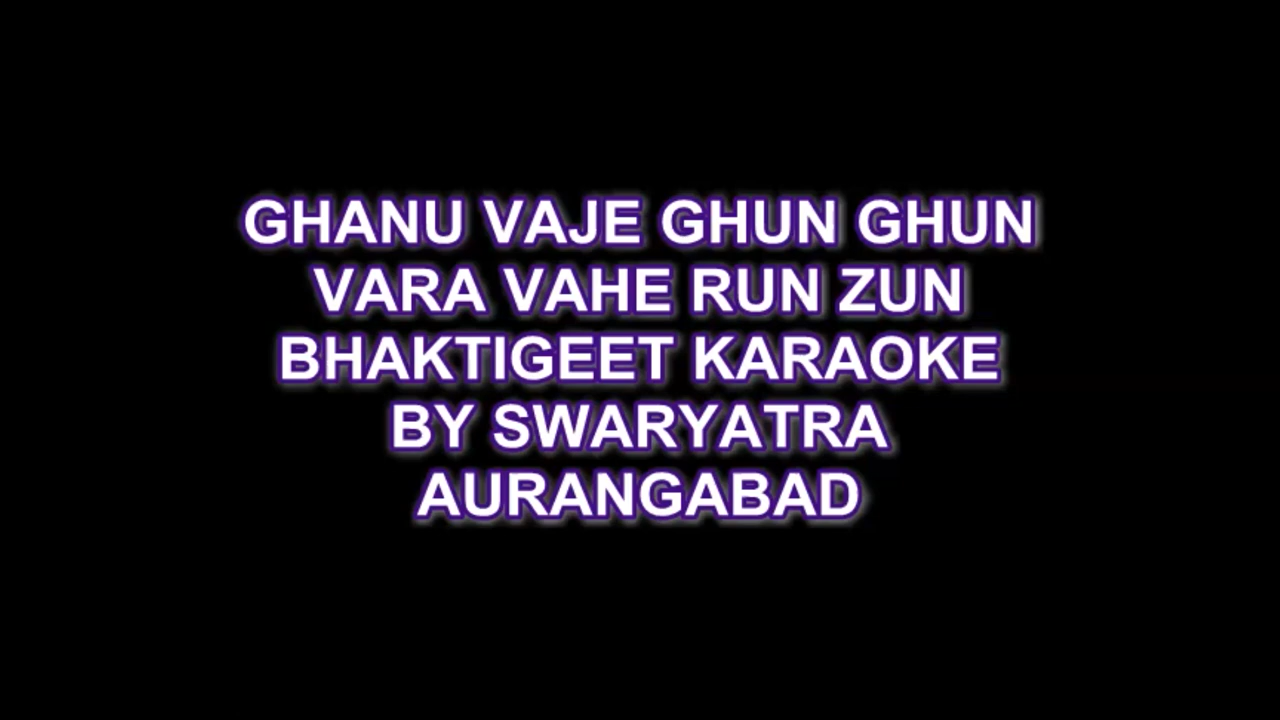 GHANU VAJE GHUN GHUN
VARA VAHE RUN ZUN
BHAKTIGEET KARAOKE
BY SWARYATRA
AURANGABAD